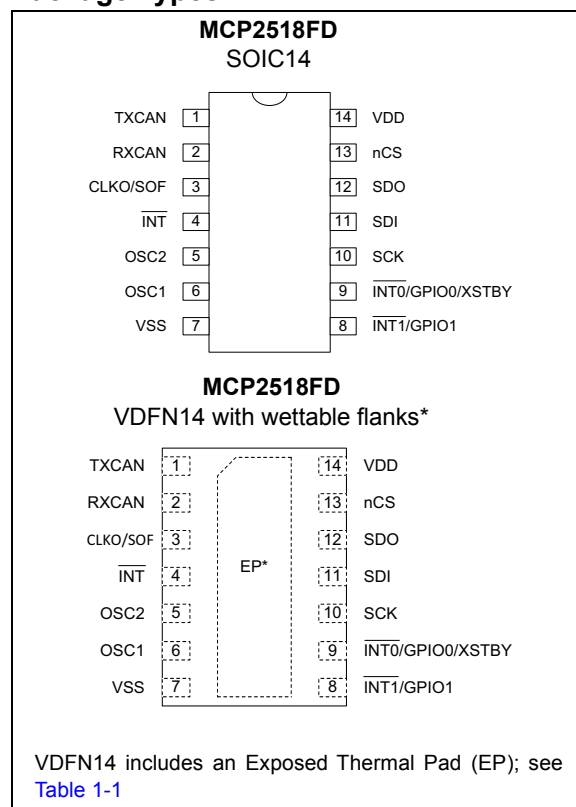 MCP2518FD
SOIC14
TXCAN 1 14 VDD
RXCAN 2 13 nCS
CLKO/SOF 3 12 SDO
INT 4 11 SDI
OSC2 5 10 SCK
OSC1 6 9 INT0/GPIO0/XSTBY
VSS 7 8 INT1/GPIO1
MCP2518FD
VDFN14 with wettable flanks*
TXCAN 1 14 VDD
RXCAN 2 13 nCS
CLKO/SOF 3 12 SDO
INT 4 EP* 11 SDI
OSC2 5 10 SCK
OSC1 6 9 INT0/GPIO0/XSTBY
VSS 7 8 INT1/GPIO1
VDFN14 includes an Exposed Thermal Pad (EP); see
Table 1-1